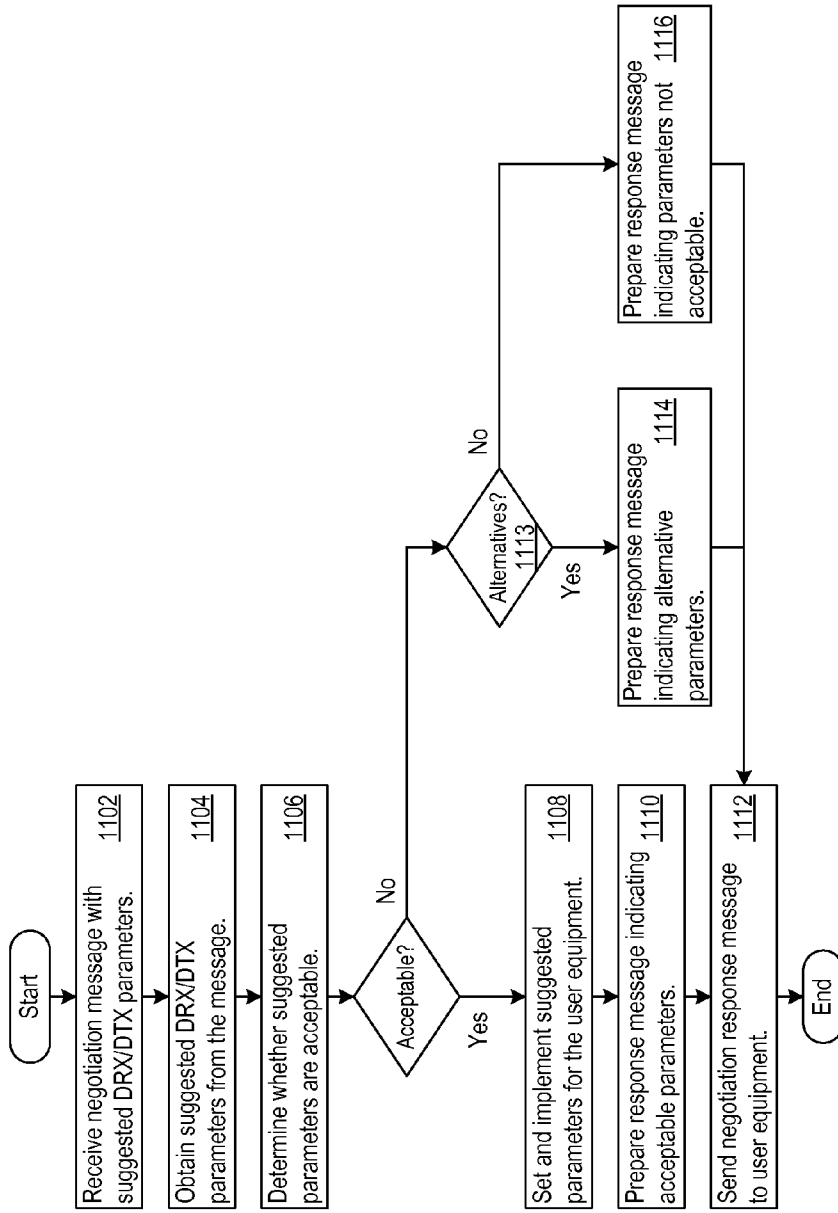 Start
Receive negotiation message with
suggested DRX/DTX parameters. 1102
Obtain suggested DRX/DTX
parameters from the message. 1104
Determine whether suggested
parameters are acceptable. 1106
Acceptable?
No
Yes
Set and implement suggested
parameters for the user equipment. 1108
Prepare response message indicating
acceptable parameters. 1110
Send negotiation response message
to user equipment. 1112
End
Alternatives?
1113
No
Yes
Prepare response message
indicating alternative
parameters. 1114
Prepare response message
indicating parameters not
acceptable. 1116